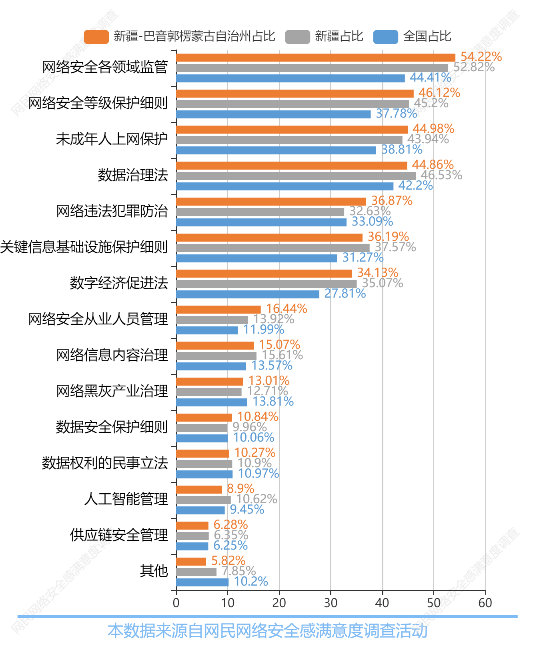 新疆-巴音郭楞蒙古自治州占比 新疆占比 全国占比
网络安全各领域监管 54.22% 52.82% 44.41%
网络安全等级保护细则 46.12% 45.2% 37.78%
未成年人上网保护 44.98% 43.94% 38.81%
数据治理法 44.86% 46.53% 42.2%
网络违法犯罪防治 36.87% 32.63% 33.09%
关键信息基础设施保护细则 36.19% 37.57% 31.27%
数字经济促进法 34.13% 35.07% 27.81%
网络安全从业人员管理 16.44% 13.92% 11.99%
网络信息内容治理 15.07% 15.61% 13.57%
网络黑灰产业治理 13.01% 12.71% 13.81%
数据安全保护细则 10.84% 9.96% 10.06%
数据权利的民事立法 10.27% 10.9% 10.97%
人工智能管理 8.9% 10.62% 9.45%
供应链安全管理 6.28% 6.35% 6.25%
其他 5.82% 7.85% 10.2%
0 10 20 30 40 50 60
本数据来源自网民网络安全感满意度调查活动